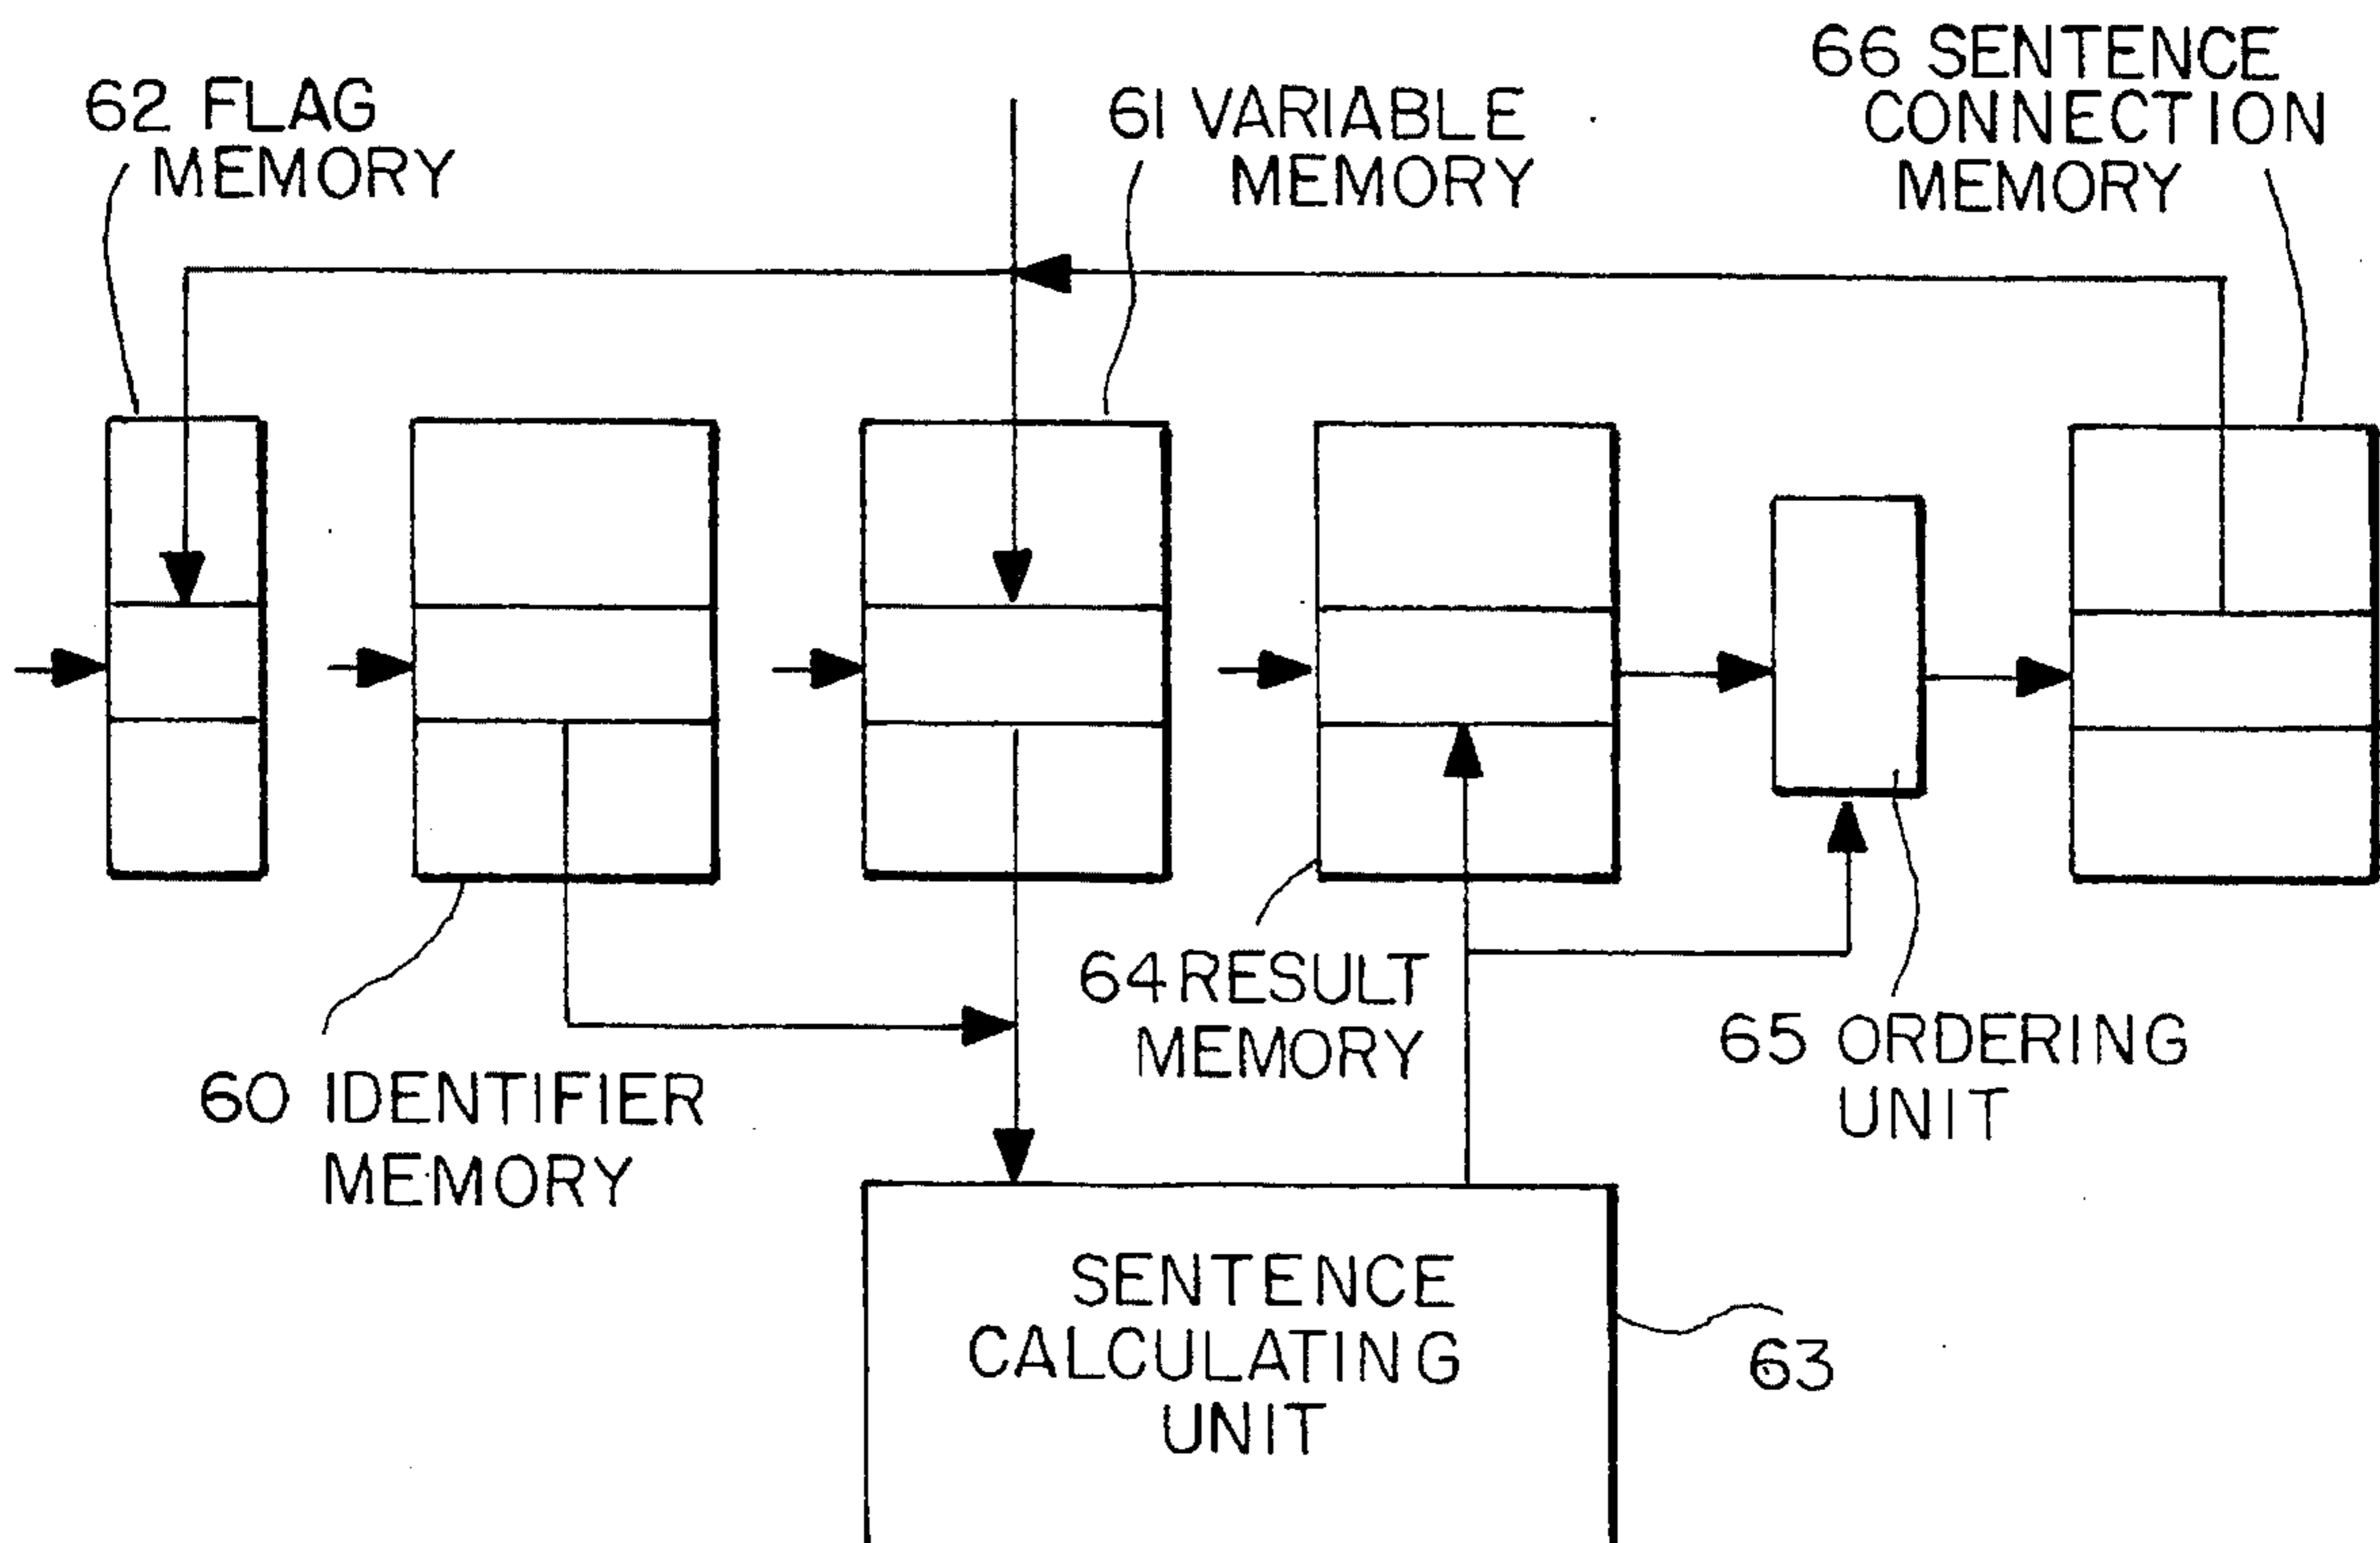 62 FLAG
MEMORY
61 VARIABLE
MEMORY
66 SENTENCE
CONNECTION
MEMORY
60 IDENTIFIER
MEMORY
64 RESULT
MEMORY
65 ORDERING
UNIT
SENTENCE
CALCULATING
UNIT
63